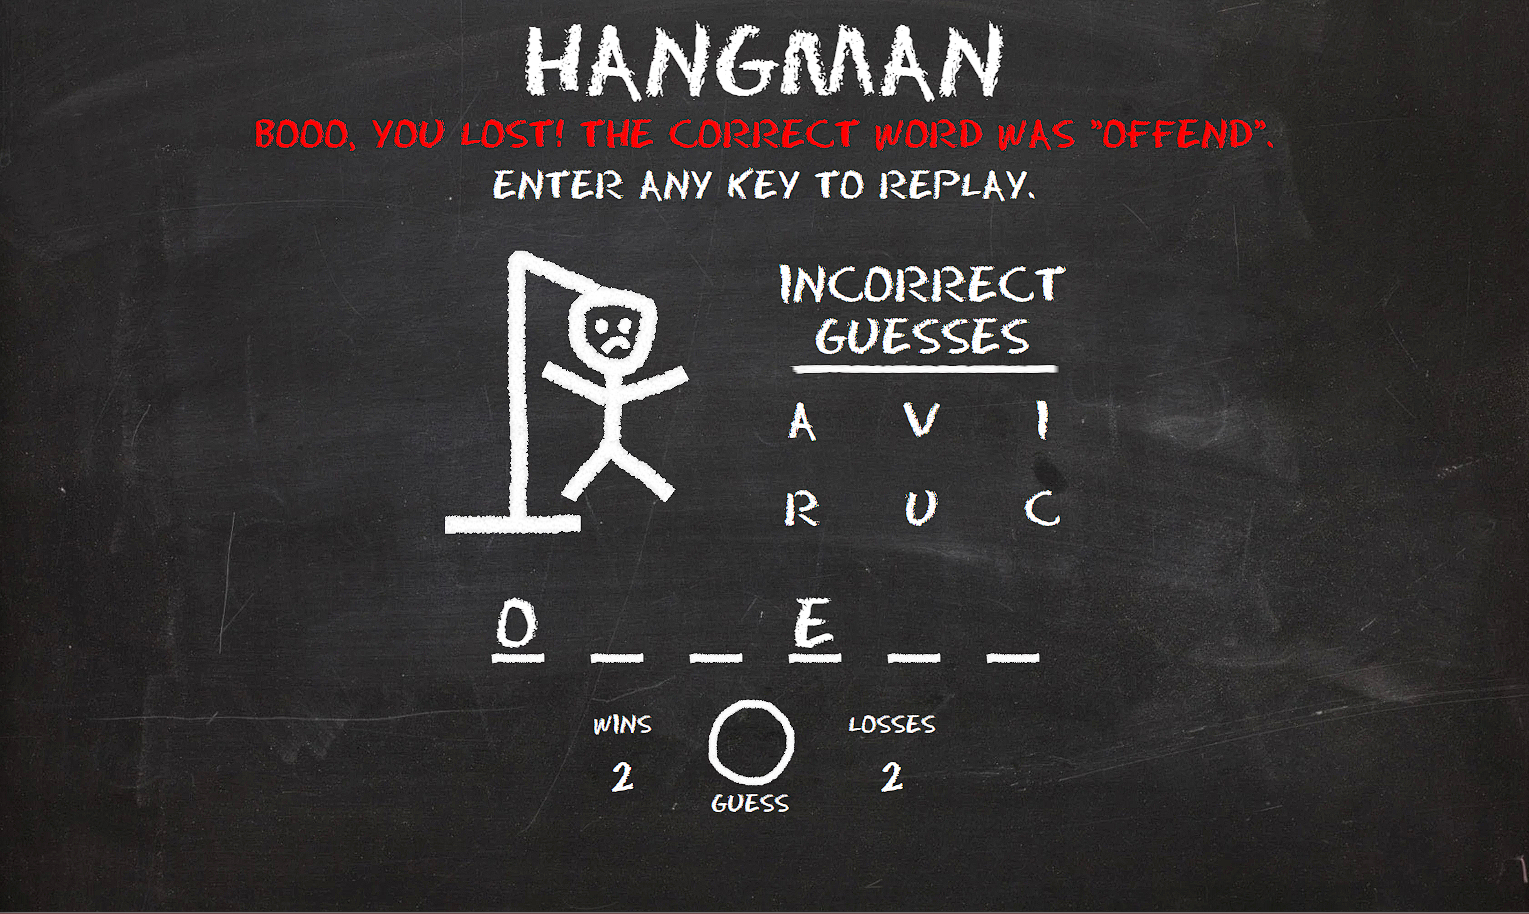 HANGMAN
BOOO, YOU LOST! THE CORRECT WORD WAS "OFFEND".
ENTER ANY KEY TO REPLAY.
INCORRECT
GUESSES
A V I
R U C
O _ _ E _ _
WINS LOSSES
2 2
GUESS